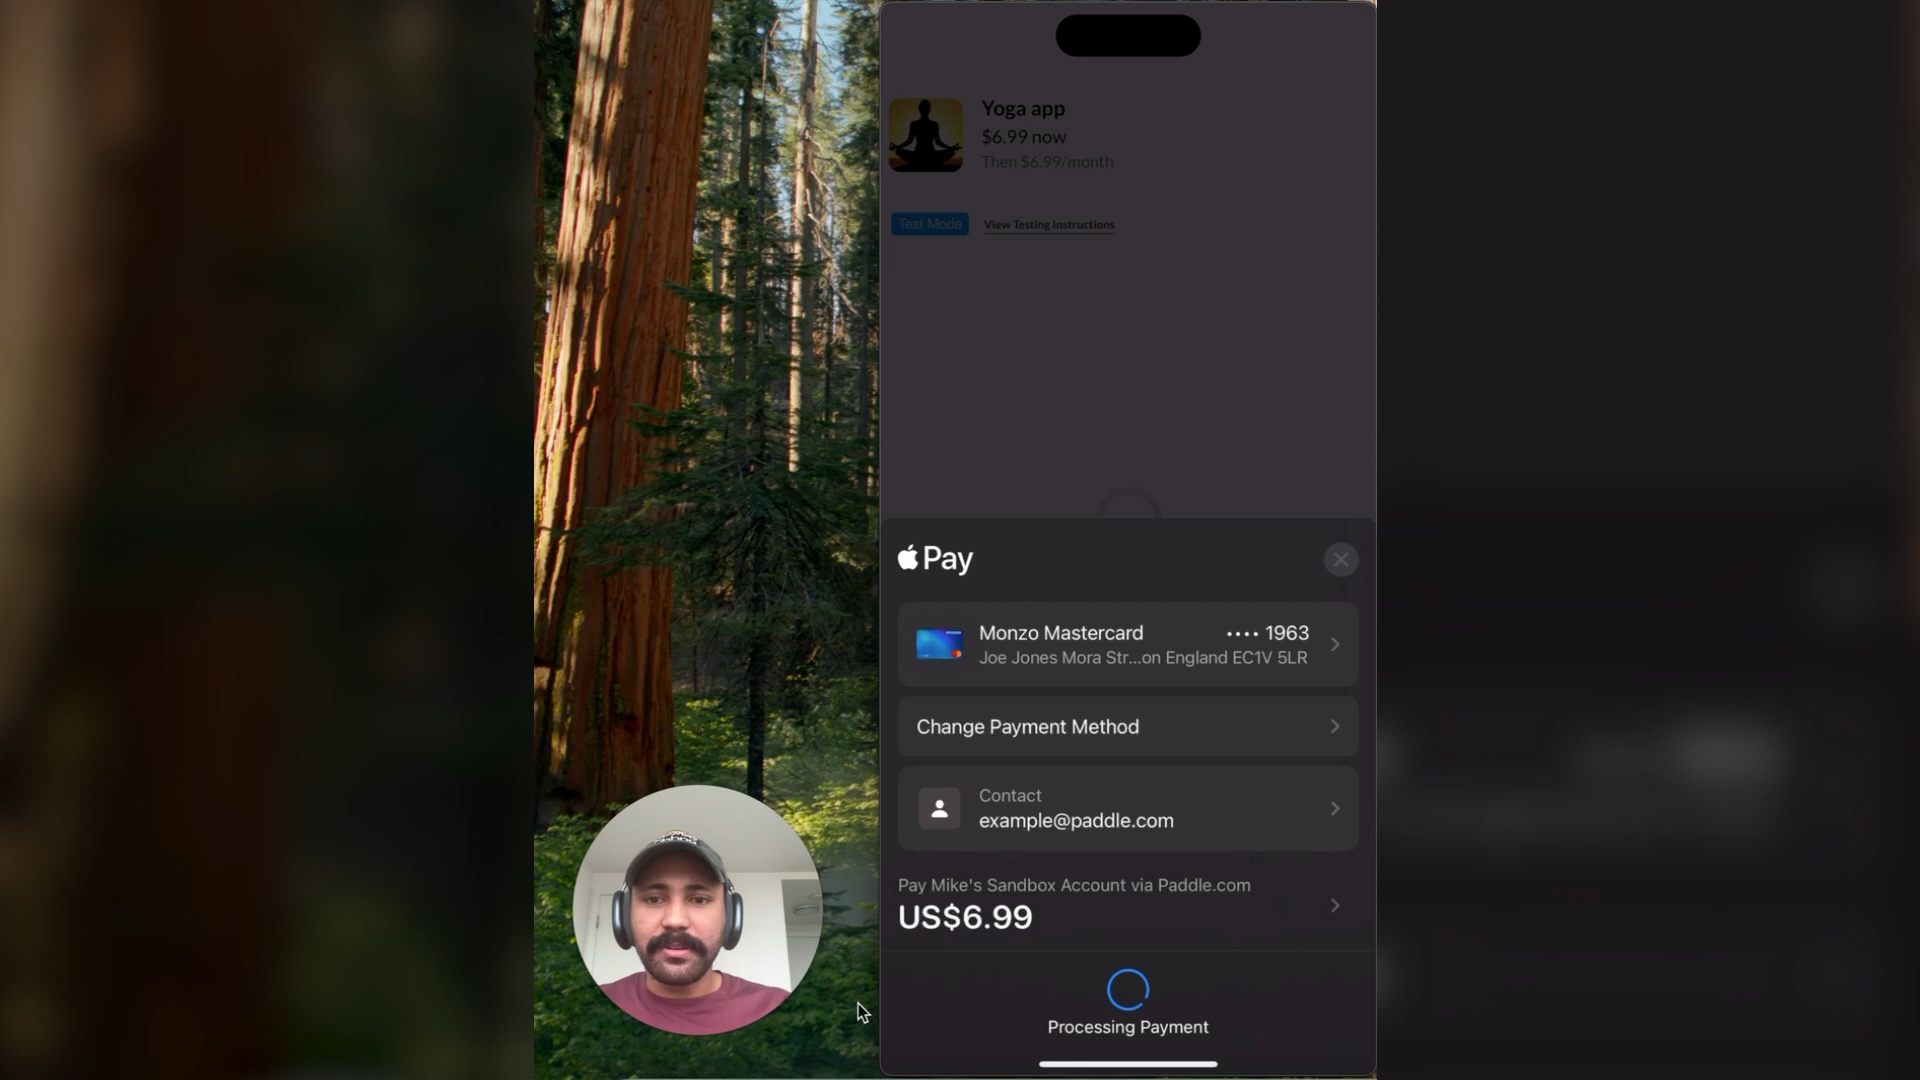 Yoga app
$6.99 now
Then $6.99/month
Test Mode
View Testing Instructions
Pay
Monzo Mastercard
•••• 1963
Joe Jones Mora Str...on England EC1V 5LR
Change Payment Method
Contact
example@paddle.com
Pay Mike's Sandbox Account via Paddle.com
US$6.99
Processing Payment